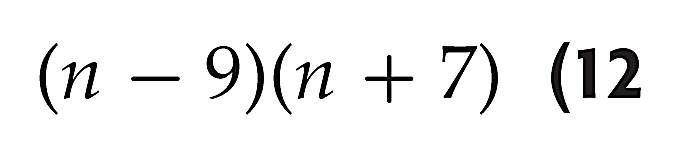 (n − 9)(n + 7) (12